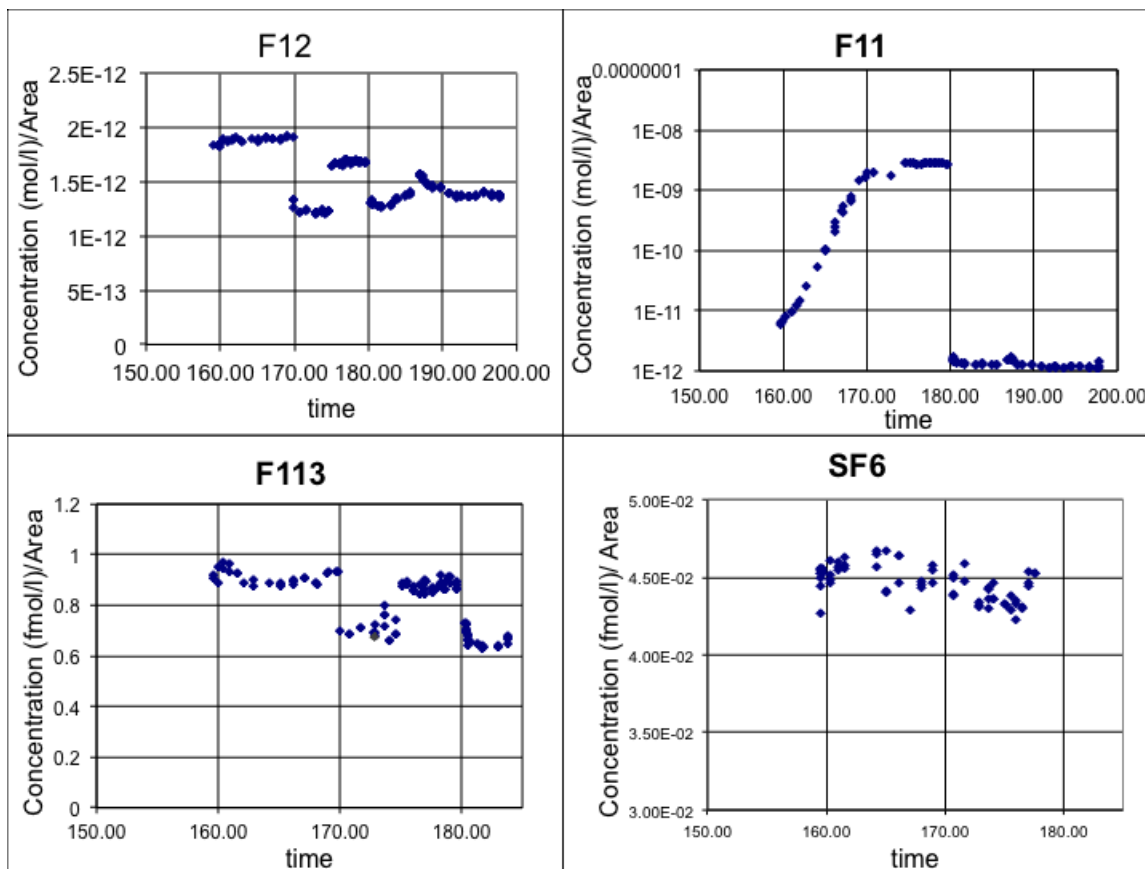 F12
Concentration (mol/l)/Area
2.5E-12
2E-12
1.5E-12
1E-12
5E-13
0
150.00 160.00 170.00 180.00 190.00 200.00
time
F11
Concentration (mol/l)/Area
0.0000001
1E-08
1E-09
1E-10
1E-11
1E-12
150.00 160.00 170.00 180.00 190.00 200.00
time
F113
Concentration (fmol/l)/Area
1.2
1
0.8
0.6
0.4
0.2
0
150.00 160.00 170.00 180.00
time
SF6
Concentration (fmol/l)/ Area
5.00E-02
4.50E-02
4.00E-02
3.50E-02
3.00E-02
150.00 160.00 170.00 180.00
time